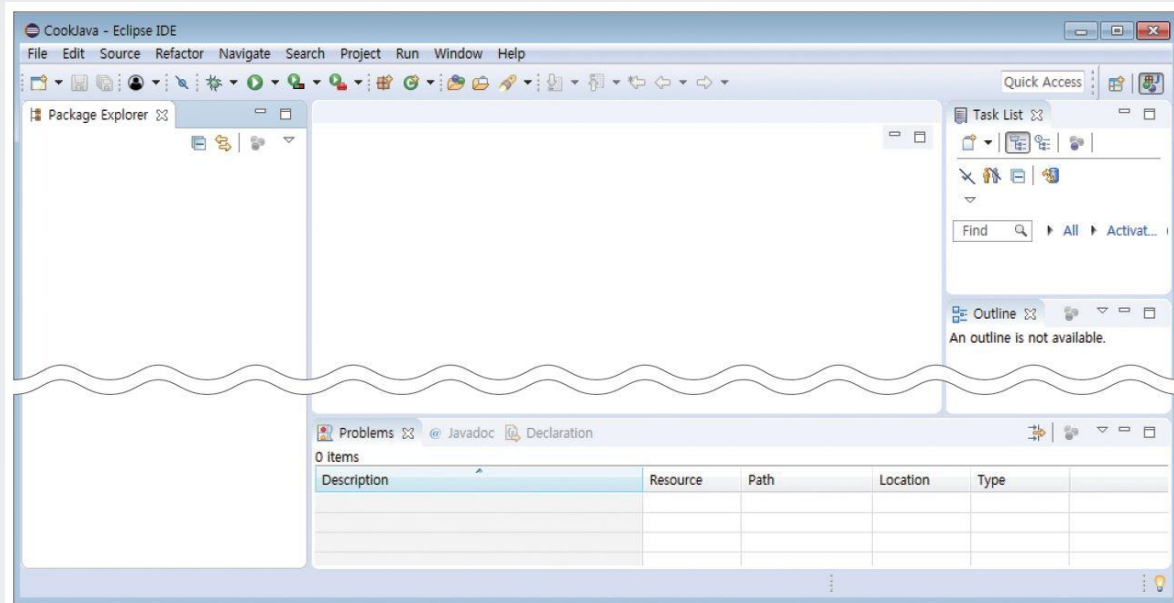 CookJava - Eclipse IDE
File Edit Source Refactor Navigate Search Project Run Window Help
Quick Access
Package Explorer
Task List
Find All Activat...
Outline
An outline is not available.
Problems @ Javadoc Declaration
0 items
Description Resource Path Location Type